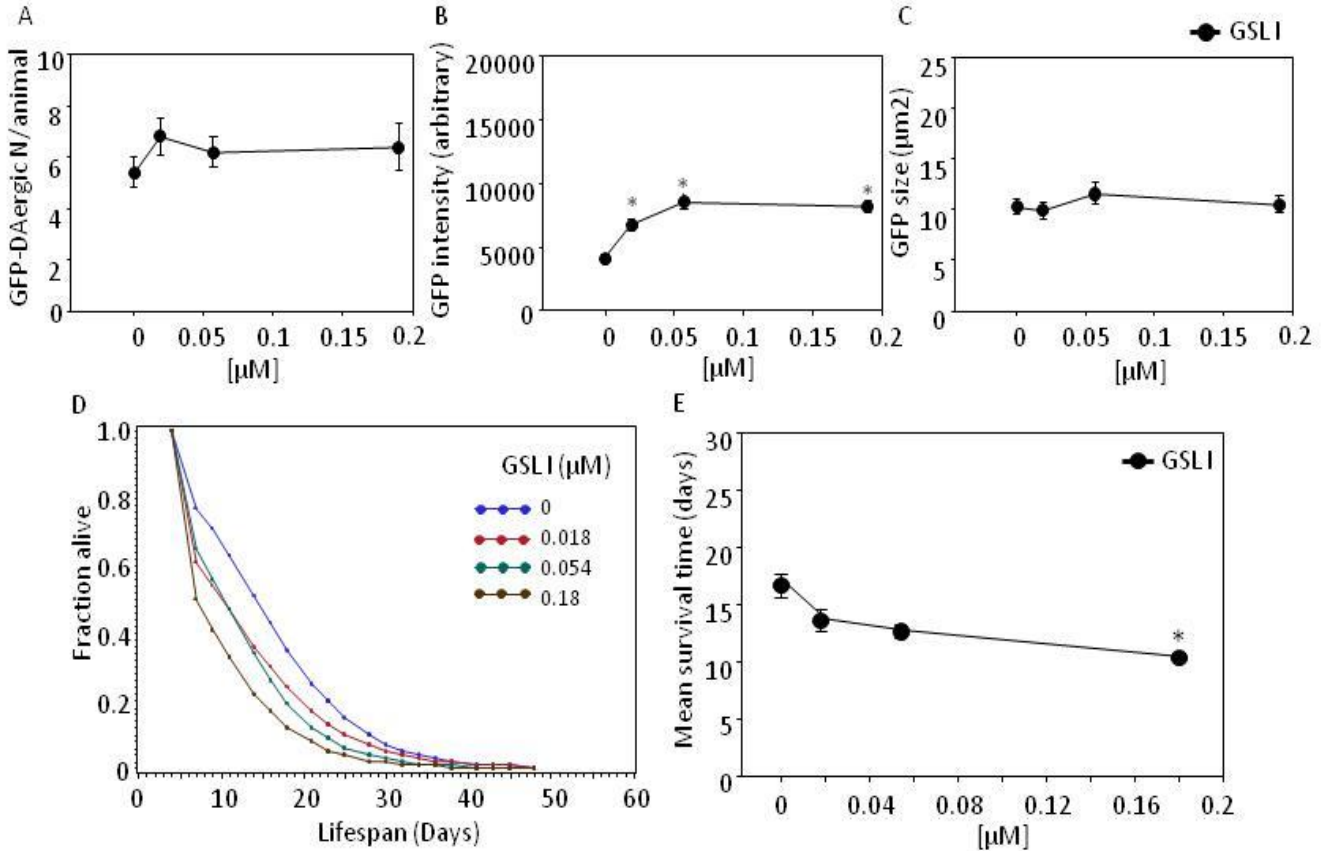 A
GFP-DAergic N/animal
10
8
6
4
2
0
0 0.05 0.1 0.15 0.2
[µM]
B
GFP intensity (arbitrary)
20000
15000
10000
5000
0
* * *
0 0.05 0.1 0.15 0.2
[µM]
C
GSLI
GFP size (µm2)
25
20
15
10
5
0
0 0.05 0.1 0.15 0.2
[µM]
D
Fraction alive
1.0
0.8
0.6
0.4
0.2
0
GSLI (µM)
0
0.018
0.054
0.18
0 10 20 30 40 50 60
Lifespan (Days)
E
Mean survival time (days)
30
25
20
15
10
5
0
GSLI
*
0 0.04 0.08 0.12 0.16 0.2
[µM]